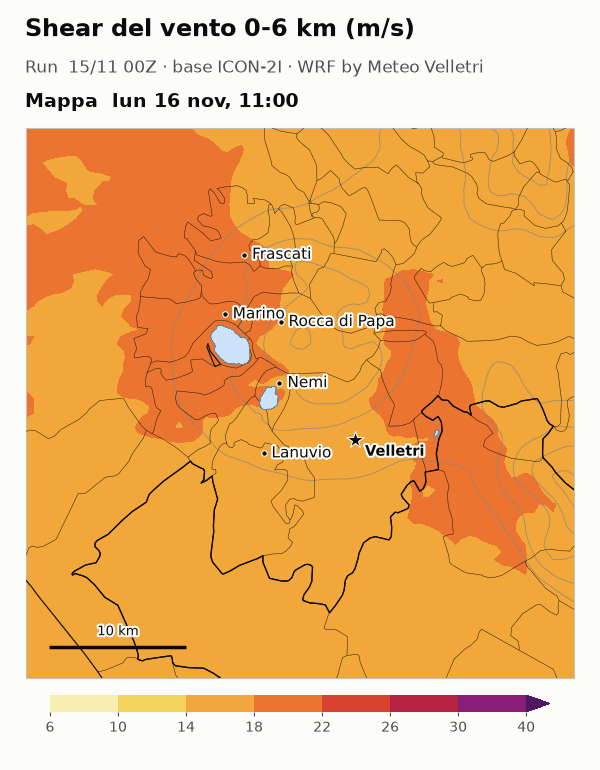 Shear del vento 0-6 km (m/s)
Run  15/11 00Z · base ICON-2I · WRF by Meteo Velletri
Mappa  lun 16 nov, 11:00
Frascati
Marino
Rocca di Papa
Nemi
Lanuvio
Velletri
10 km
6 10 14 18 22 26 30 40